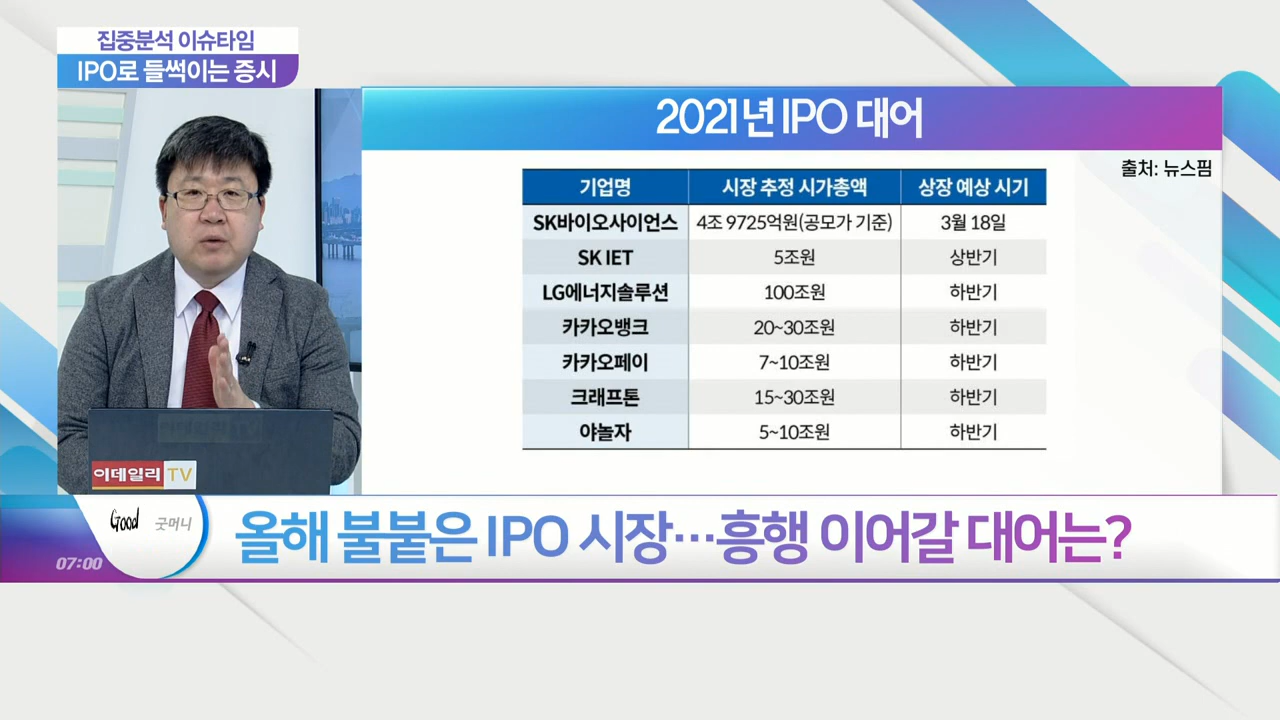 집중분석 이슈타임
IPO로 들썩이는 증시
2021년 IPO 대어
출처: 뉴스핌
기업명 시장 추정 시가총액 상장 예상 시기
SK바이오사이언스 4조 9725억원(공모가 기준) 3월 18일
SK IET 5조원 상반기
LG에너지솔루션 100조원 하반기
카카오뱅크 20~30조원 하반기
카카오페이 7~10조원 하반기
크래프톤 15~30조원 하반기
야놀자 5~10조원 하반기
이데일리 TV
Good 굿머니
07:00
올해 불붙은 IPO 시장…흥행 이어갈 대어는?